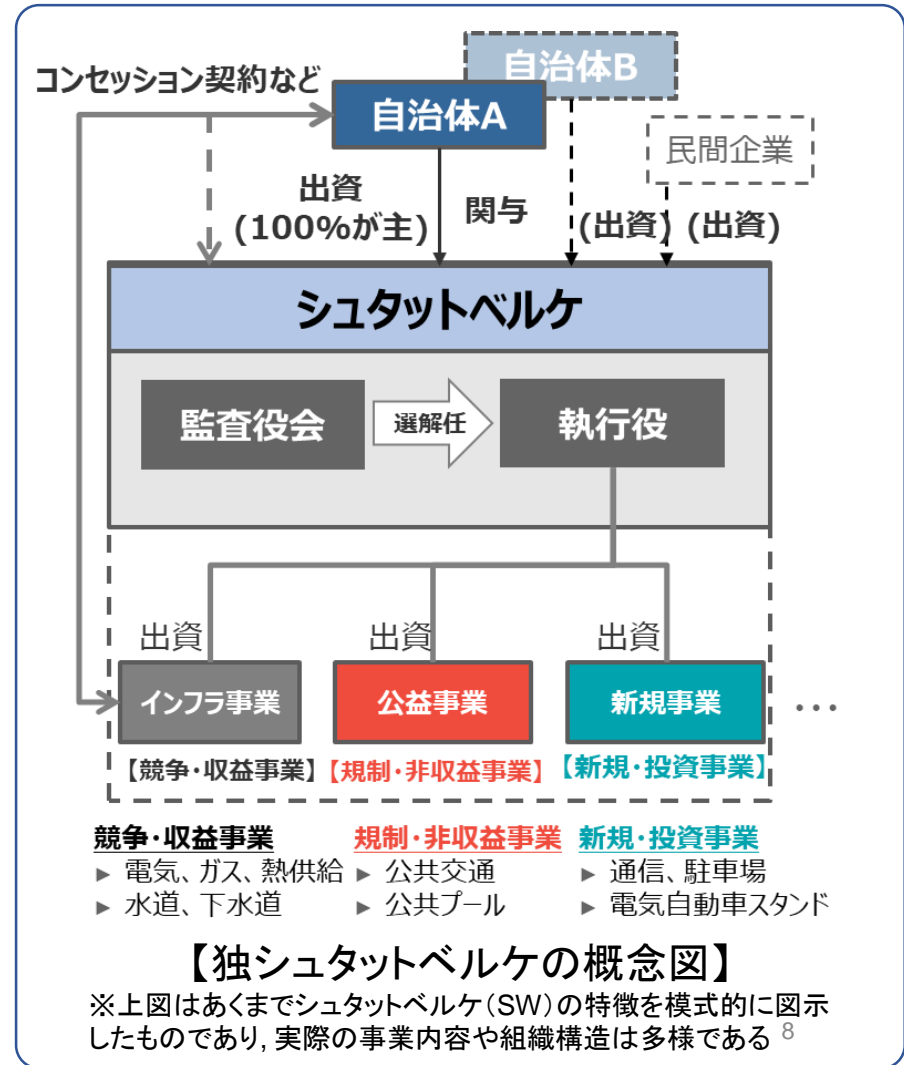 自治体B
コンセッション契約など
自治体A
民間企業
出資
(100%が主)
関与
(出資)
(出資)
シュタットベルケ
監査役会
選解任
執行役
出資
出資
出資
インフラ事業
公益事業
新規事業
・・・
【競争・収益事業】
【規制・非収益事業】
【新規・投資事業】
競争・収益事業
▶ 電気、ガス、熱供給
▶ 水道、下水道
規制・非収益事業
▶ 公共交通
▶ 公共プール
新規・投資事業
▶ 通信、駐車場
▶ 電気自動車スタンド
【独シュタットベルケの概念図】
※上図はあくまでシュタットベルケ(SW)の特徴を模式的に図示
したものであり, 実際の事業内容や組織構造は多様である
8